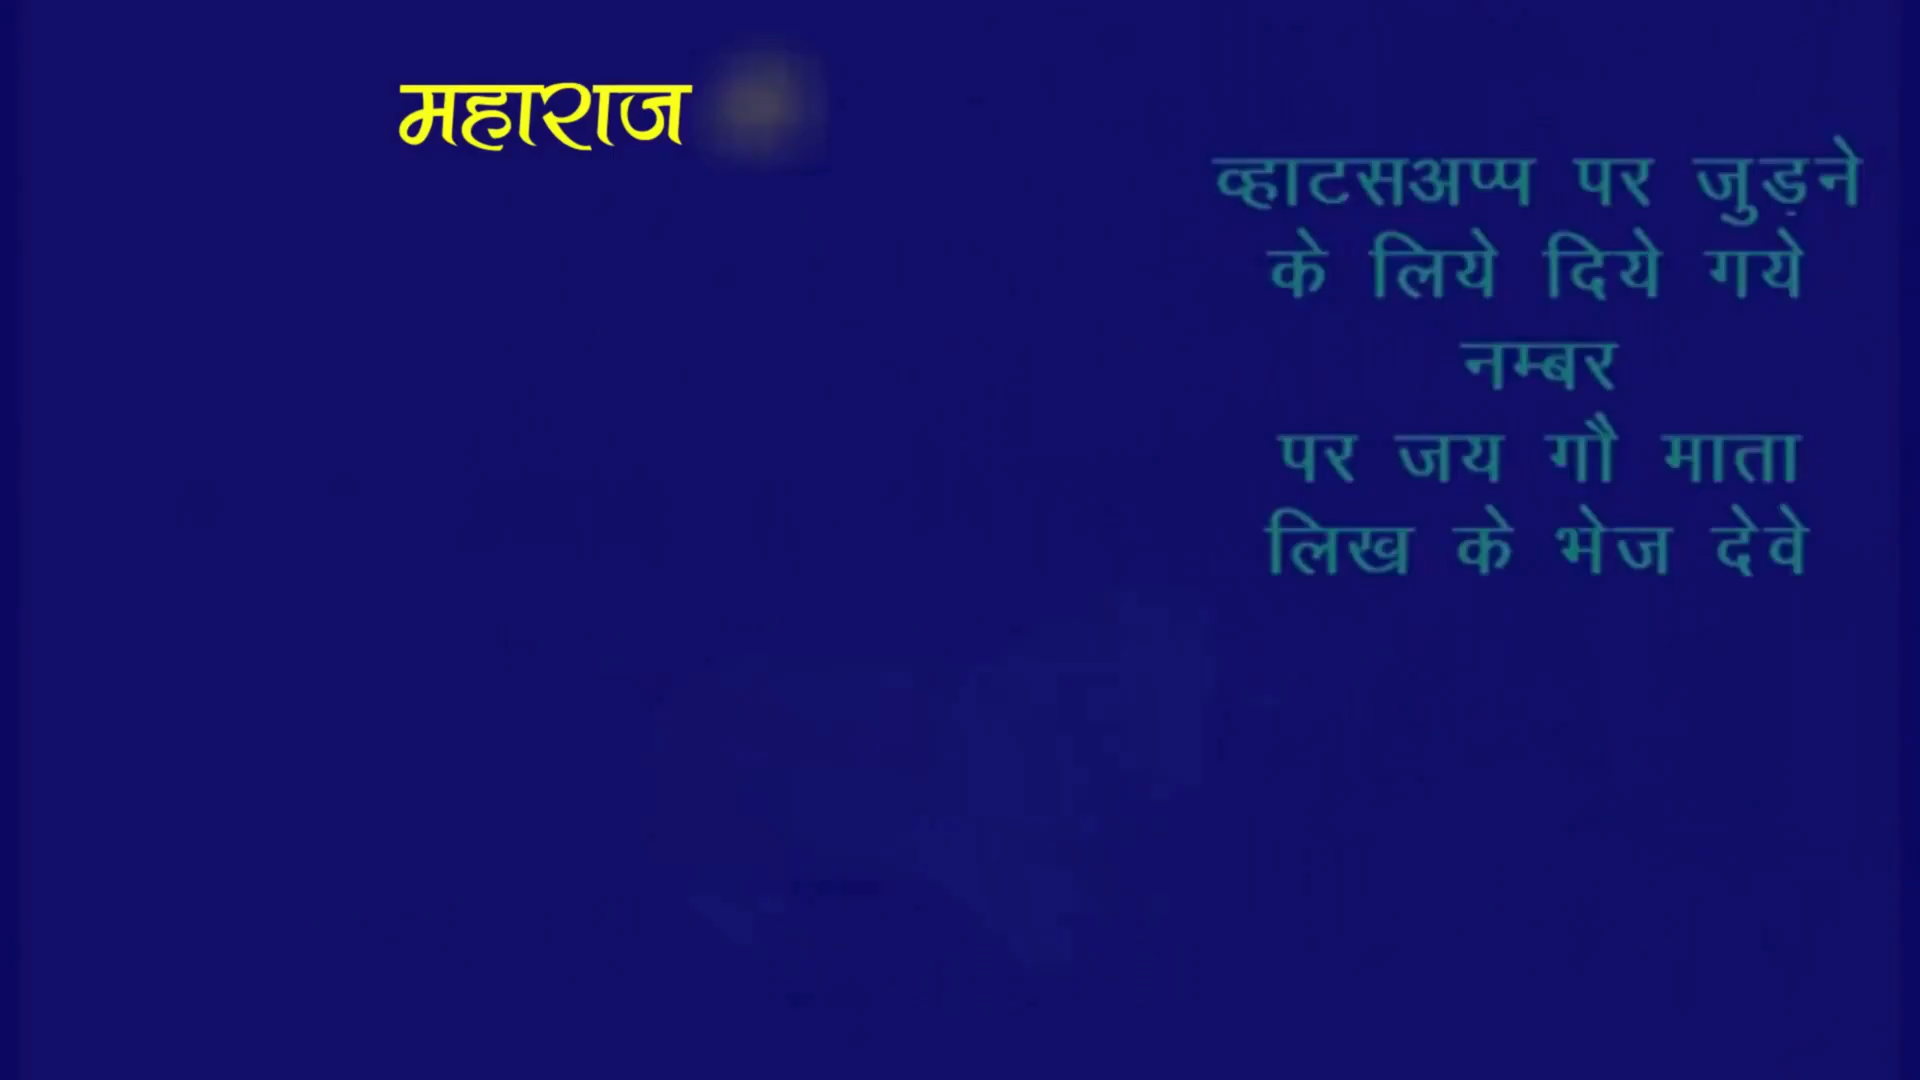 महाराज
व्हाटसअप्प पर जुड़ने
के लिये दिये गये
नम्बर
पर जय गौ माता
लिख के भेज देवे